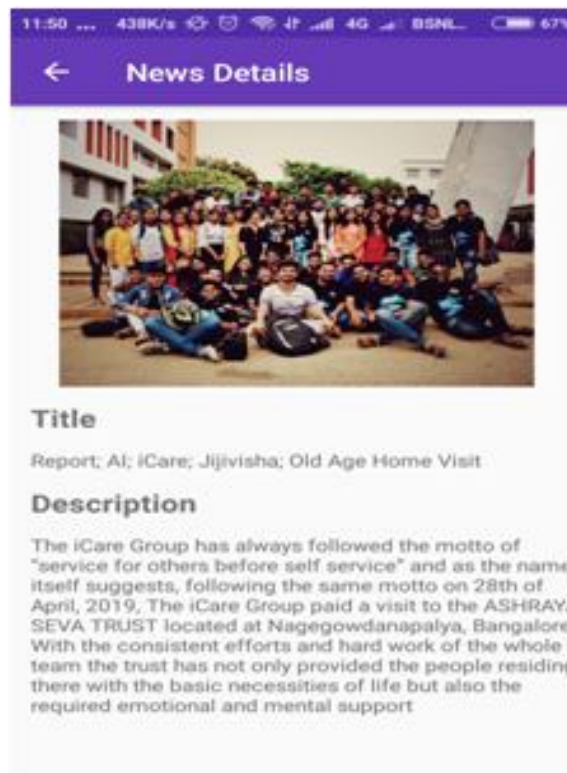 11:50 ... 438K/s 4G BSNL... 67%
News Details
Title
Report; AI; iCare; Jijivisha; Old Age Home Visit
Description
The iCare Group has always followed the motto of
"service for others before self service" and as the name
itself suggests, following the same motto on 28th of
April, 2019, The iCare Group paid a visit to the ASHRAYA
SEVA TRUST located at Nagegowdanapalya, Bangalore
With the consistent efforts and hard work of the whole
team the trust has not only provided the people residing
there with the basic necessities of life but also the
required emotional and mental support